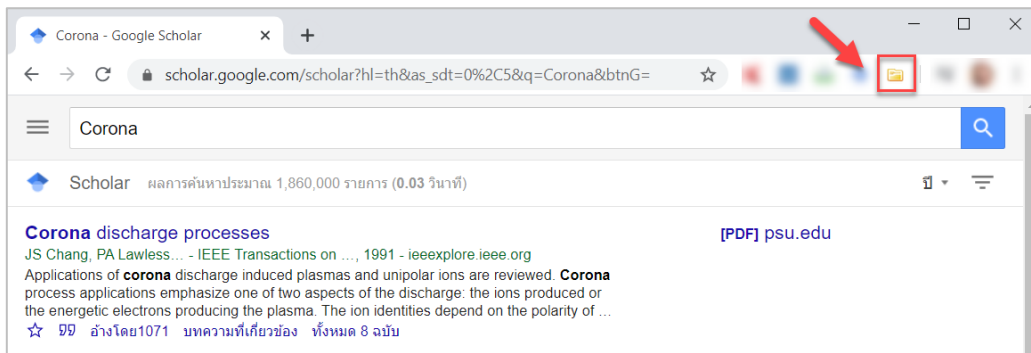 Corona - Google Scholar
scholar.google.com/scholar?hl=th&as_sdt=0%2C5&q=Corona&btnG=
Corona
Scholar ผลการค้นหาประมาณ 1,860,000 รายการ (0.03 วินาที) ปี
Corona discharge processes [PDF] psu.edu
JS Chang, PA Lawless... - IEEE Transactions on ..., 1991 - ieeexplore.ieee.org
Applications of corona discharge induced plasmas and unipolar ions are reviewed. Corona
process applications emphasize one of two aspects of the discharge: the ions produced or
the energetic electrons producing the plasma. The ion identities depend on the polarity of ...
อ้างโดย1071 บทความที่เกี่ยวข้อง ทั้งหมด 8 ฉบับ